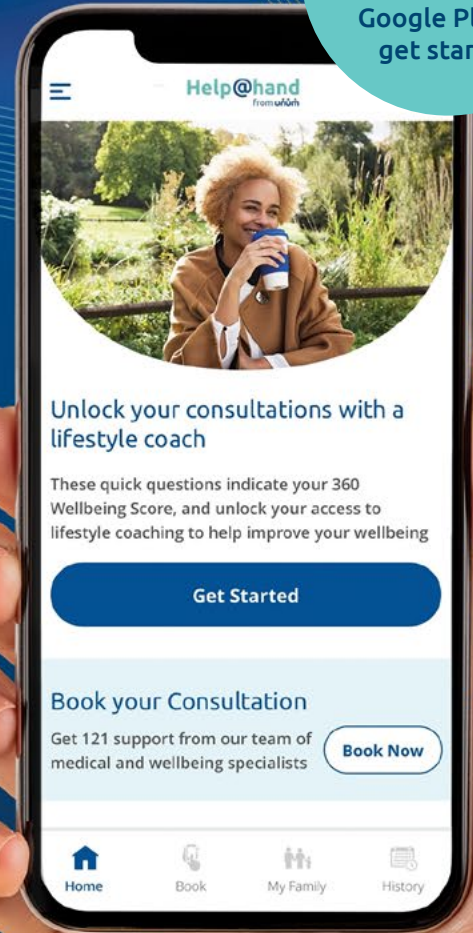 Google Pl
get star
Help@hand
from unum
Unlock your consultations with a
lifestyle coach
These quick questions indicate your 360
Wellbeing Score, and unlock your access to
lifestyle coaching to help improve your wellbeing
Get Started
Book your Consultation
Get 121 support from our team of
medical and wellbeing specialists
Book Now
Home
Book
My Family
History